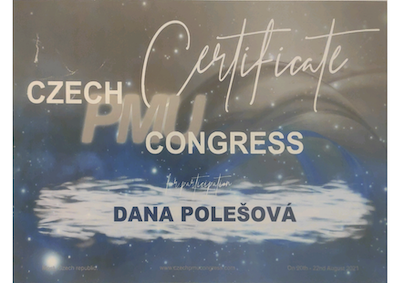 Certificate
CZECH
PMU
CONGRESS
for participation
DANA POLEŠOVÁ